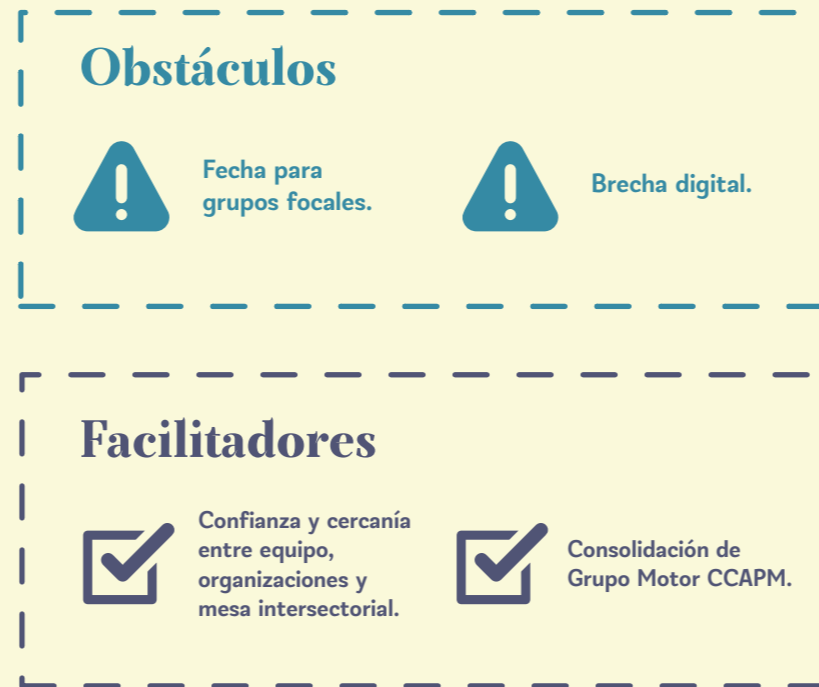 Obstáculos
Fecha para
grupos focales.
Brecha digital.
Facilitadores
Confianza y cercanía
entre equipo,
organizaciones y
mesa intersectorial.
Consolidación de
Grupo Motor CCAPM.